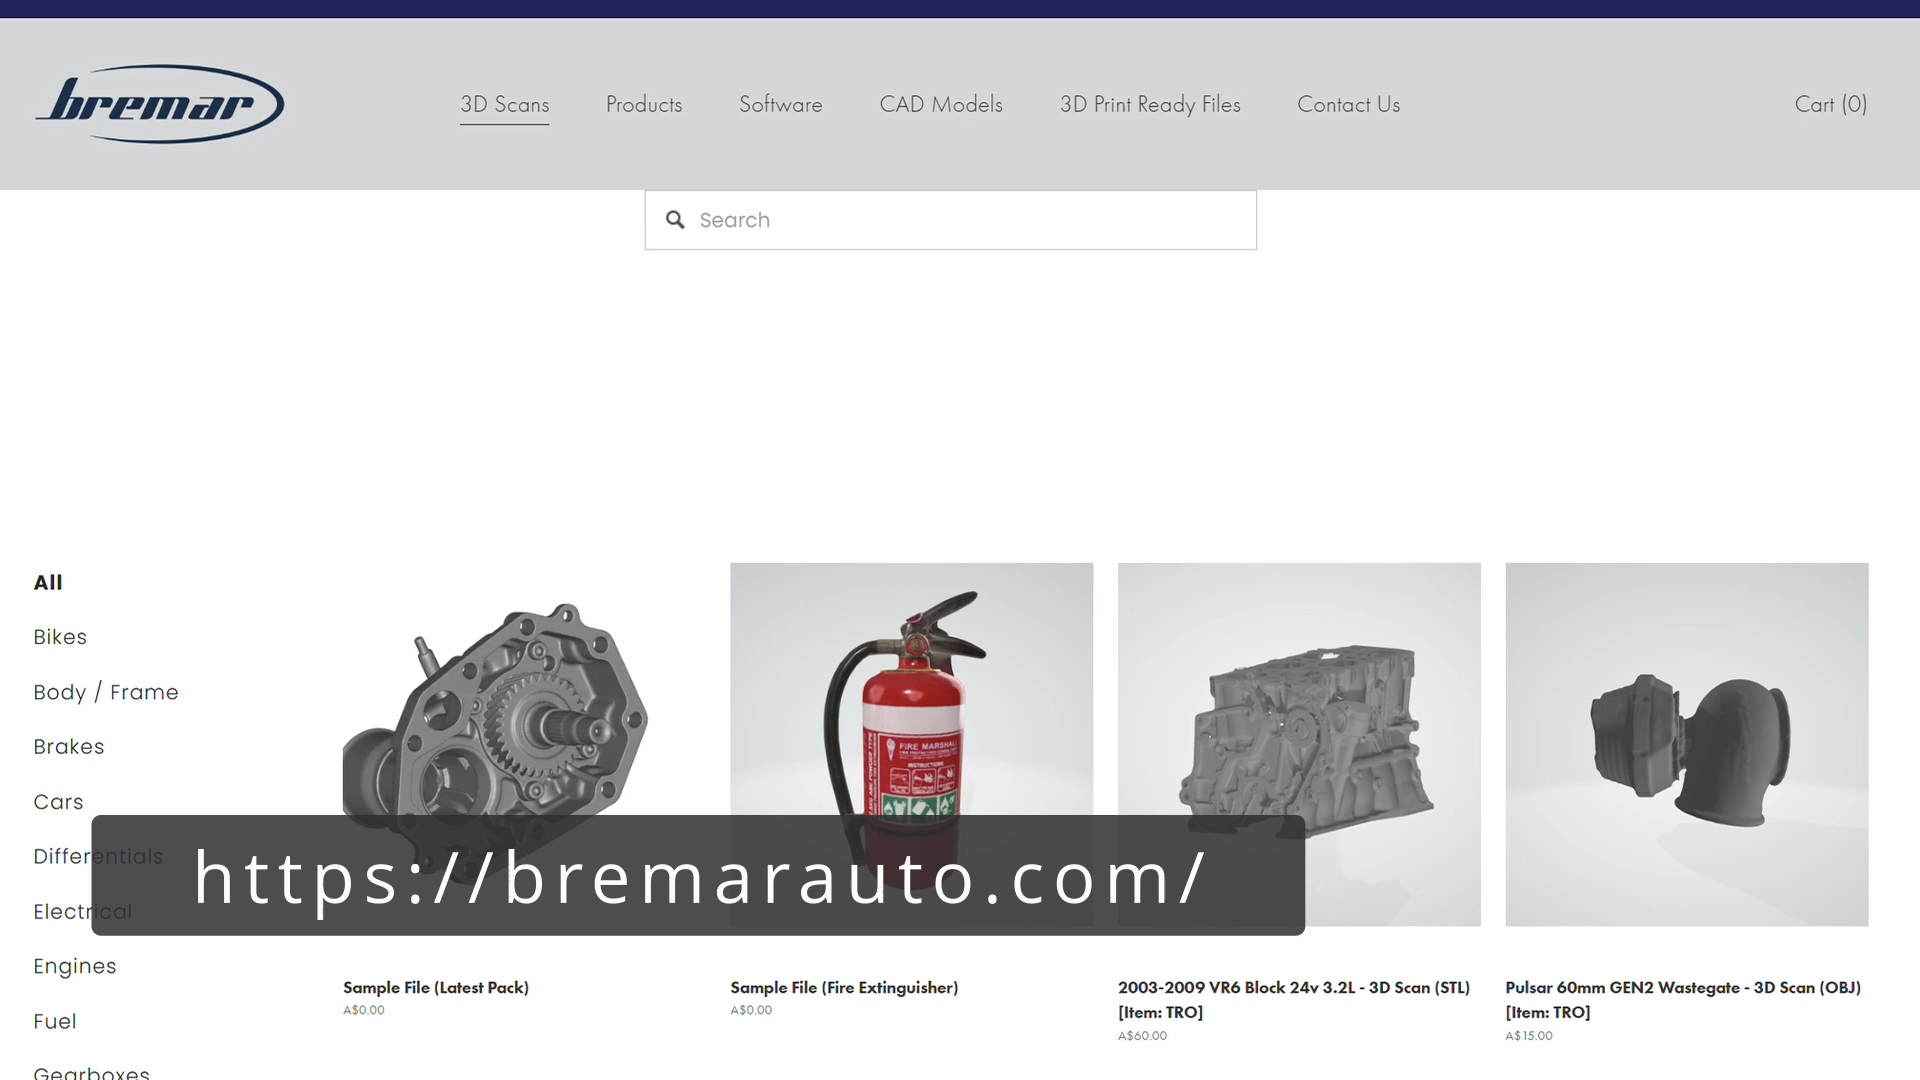 bremar
3D Scans
Products
Software
CAD Models
3D Print Ready Files
Contact Us
Cart (0)
Search
All
Bikes
Body / Frame
Brakes
Cars
Differentials
Electrical
Engines
Fuel
Gearboxes
FIRE MARSHALL
INSTRUCTIONS
https://bremarauto.com/
Sample File (Latest Pack)
A$0.00
Sample File (Fire Extinguisher)
A$0.00
2003-2009 VR6 Block 24v 3.2L - 3D Scan (STL)
[Item: TRO]
A$60.00
Pulsar 60mm GEN2 Wastegate - 3D Scan (OBJ)
[Item: TRO]
A$15.00